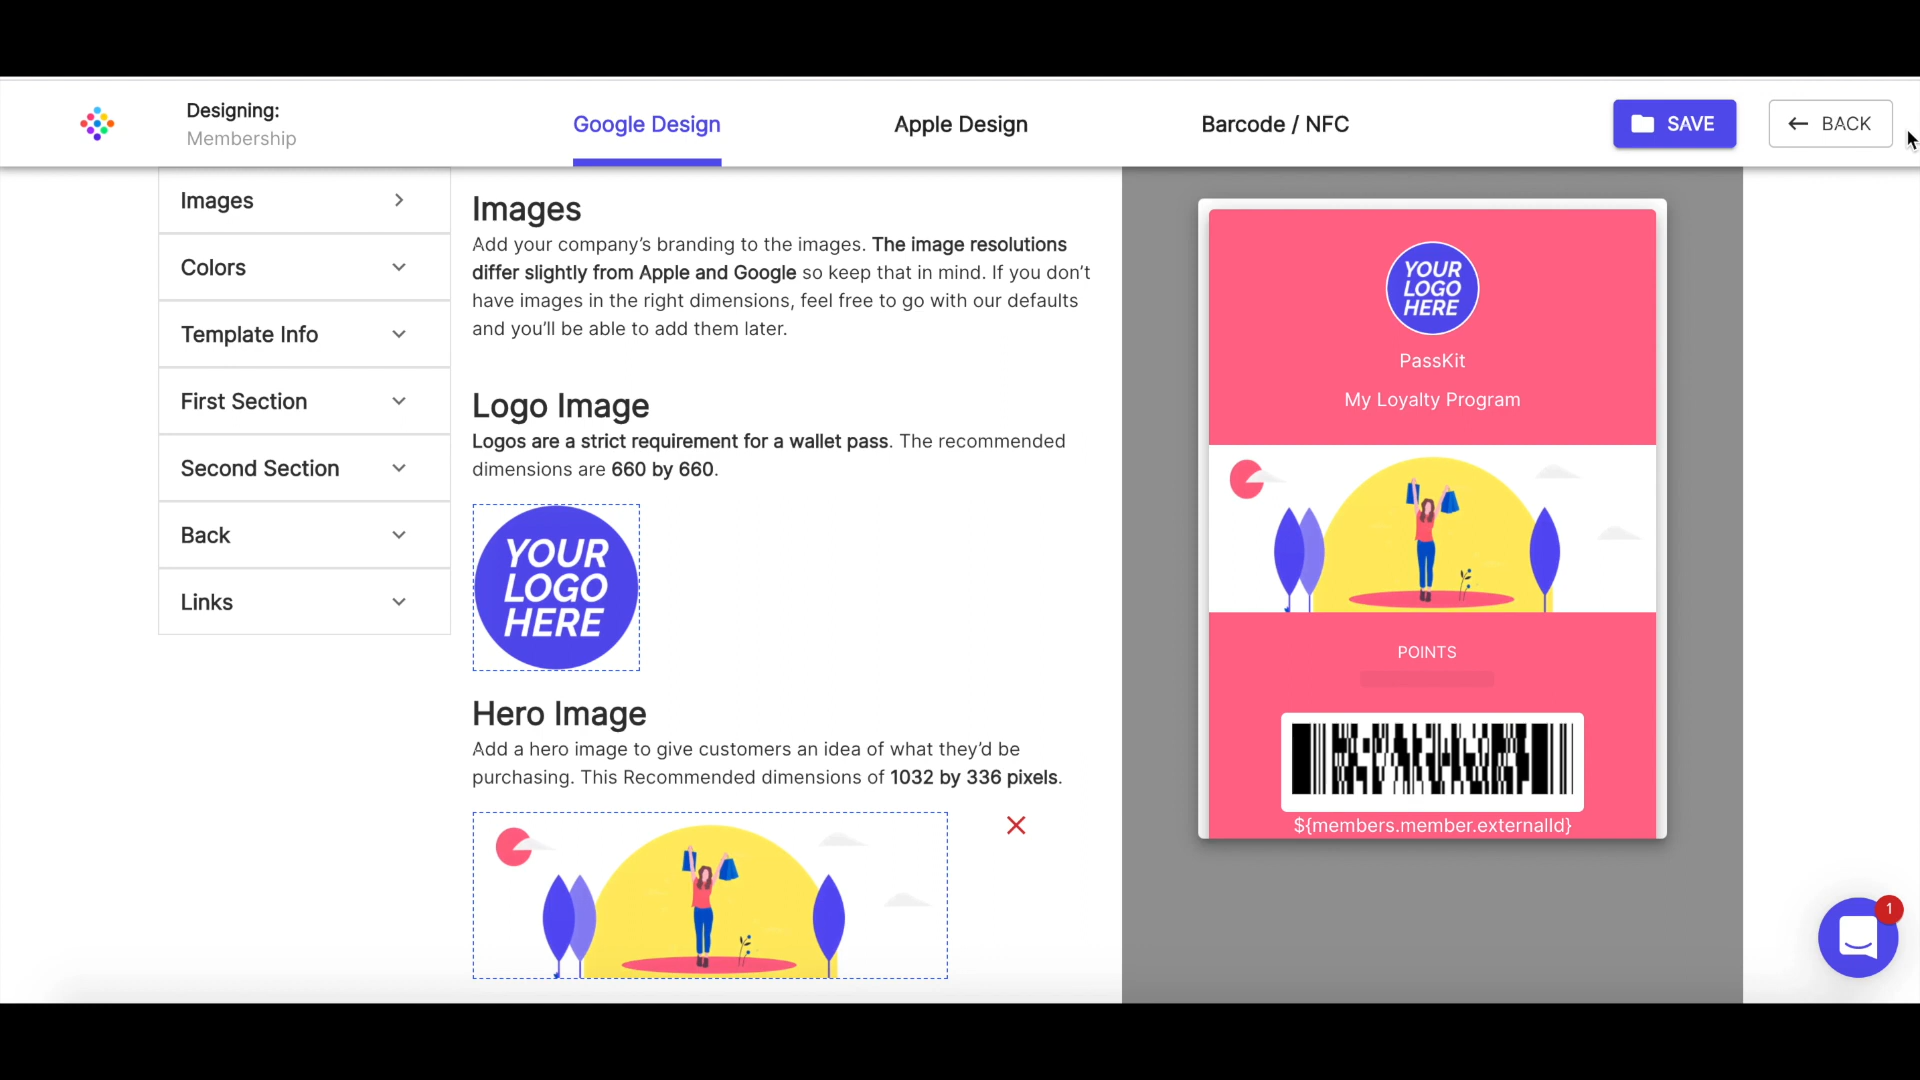 Designing:
Membership
Google Design
Apple Design
Barcode / NFC
SAVE
BACK
Images
Colors
Template Info
First Section
Second Section
Back
Links
Images
Add your company's branding to the images. The image resolutions
differ slightly from Apple and Google so keep that in mind. If you don't
have images in the right dimensions, feel free to go with our defaults
and you'll be able to add them later.
Logo Image
Logos are a strict requirement for a wallet pass. The recommended
dimensions are 660 by 660.
YOUR
LOGO
HERE
Hero Image
Add a hero image to give customers an idea of what they'd be
purchasing. This Recommended dimensions of 1032 by 336 pixels.
YOUR
LOGO
HERE
PassKit
My Loyalty Program
POINTS
${members.member.externalId}
1